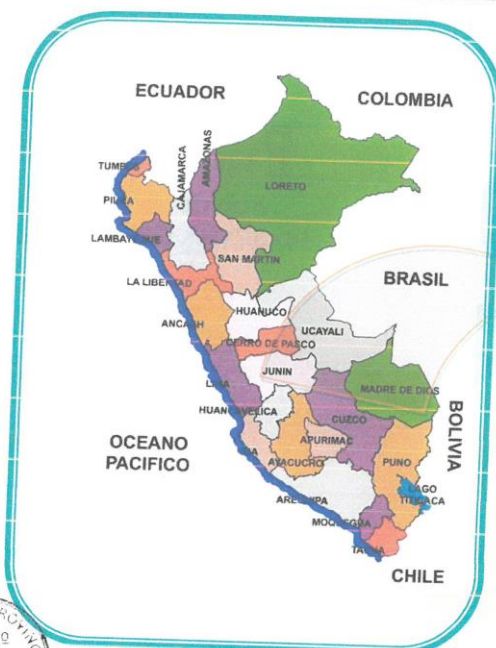 ECUADOR
COLOMBIA
TUMBES
PIURA
CAJAMARCA
AMAZONAS
LORETO
LAMBAYEQUE
SAN MARTIN
LA LIBERTAD
BRASIL
HUANUCO
ANCASH
UCAYALI
CERRO DE PASCO
JUNIN
LIMA
MADRE DE DIOS
HUANCAVELICA
CUZCO
BOLIVIA
OCEANO
PACIFICO
ICA
APURIMAC
AYACUCHO
PUNO
LAGO
TITICACA
AREQUIPA
MOQUEGUA
TACNA
CHILE